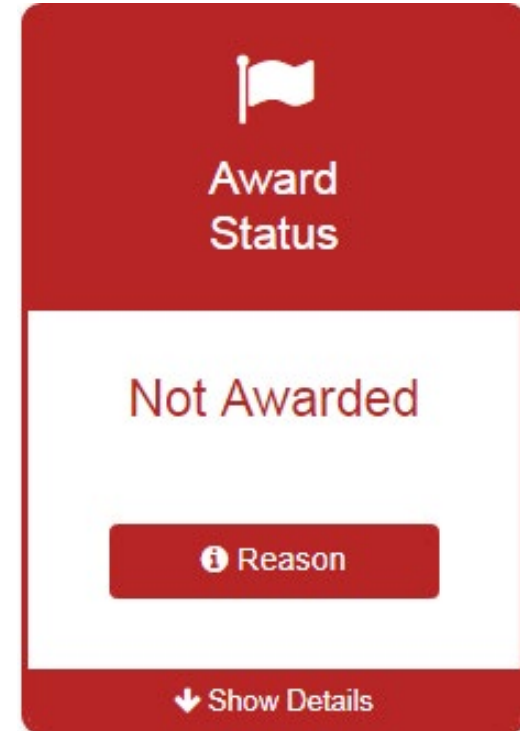 Award
Status
Not Awarded
Reason
Show Details